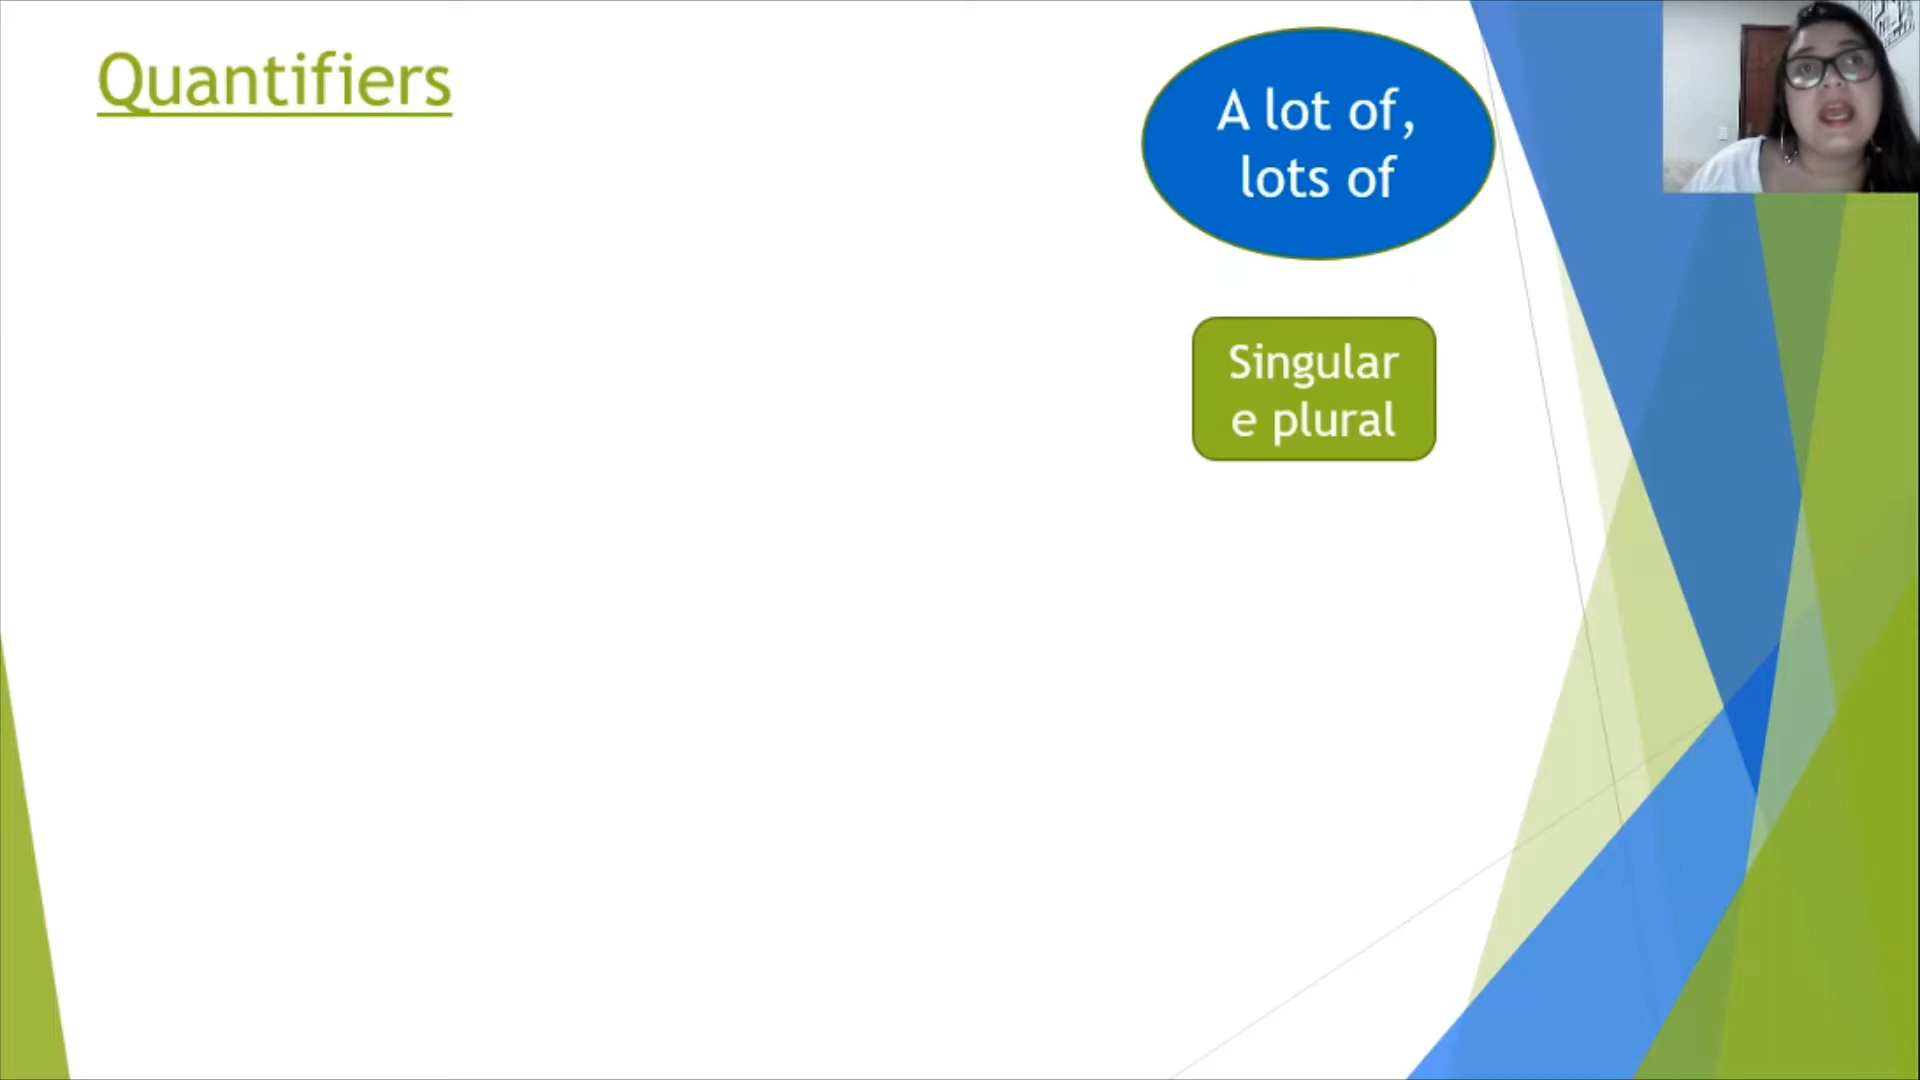 Quantifiers
A lot of,
lots of
Singular
e plural